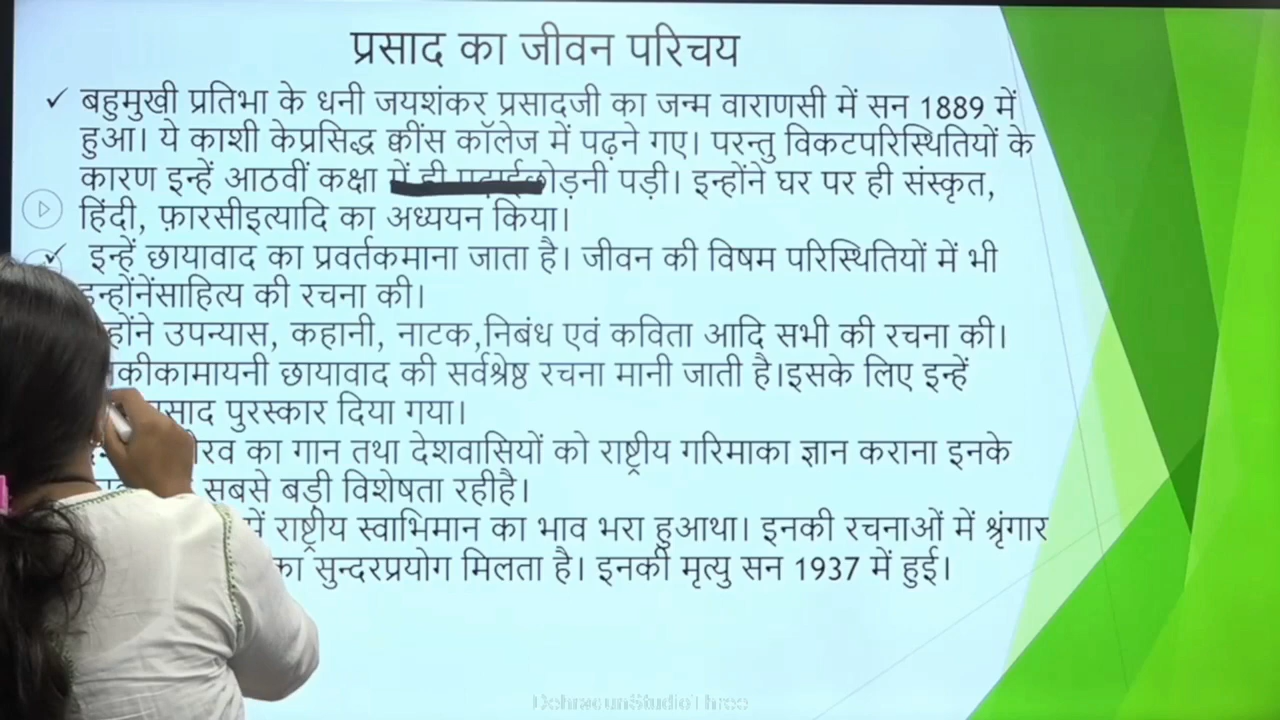 प्रसाद का जीवन परिचय
✓ बहुमुखी प्रतिभा के धनी जयशंकर प्रसादजी का जन्म वाराणसी में सन 1889 में
हुआ। ये काशी केप्रसिद्ध क्वींस कॉलेज में पढ़ने गए। परन्तु विकटपरिस्थितियों के
कारण इन्हें आठवीं कक्षा में ही पढ़ाईछोड़नी पड़ी। इन्होंने घर पर ही संस्कृत,
हिंदी, फ़ारसीइत्यादि का अध्ययन किया।
✓ इन्हें छायावाद का प्रवर्तकमाना जाता है। जीवन की विषम परिस्थितियों में भी
इन्होंनेंसाहित्य की रचना की।
उपन्यास, कहानी, नाटक,निबंध एवं कविता आदि सभी की रचना की।
छायावाद की सर्वश्रेष्ठ रचना मानी जाती है।इसके लिए इन्हें
पुरस्कार दिया गया।
का गान तथा देशवासियों को राष्ट्रीय गरिमाका ज्ञान कराना इनके
सबसे बड़ी विशेषता रहीहै।
में राष्ट्रीय स्वाभिमान का भाव भरा हुआथा। इनकी रचनाओं में श्रृंगार
का सुन्दरप्रयोग मिलता है। इनकी मृत्यु सन 1937 में हुई।
DehradunStudioThree